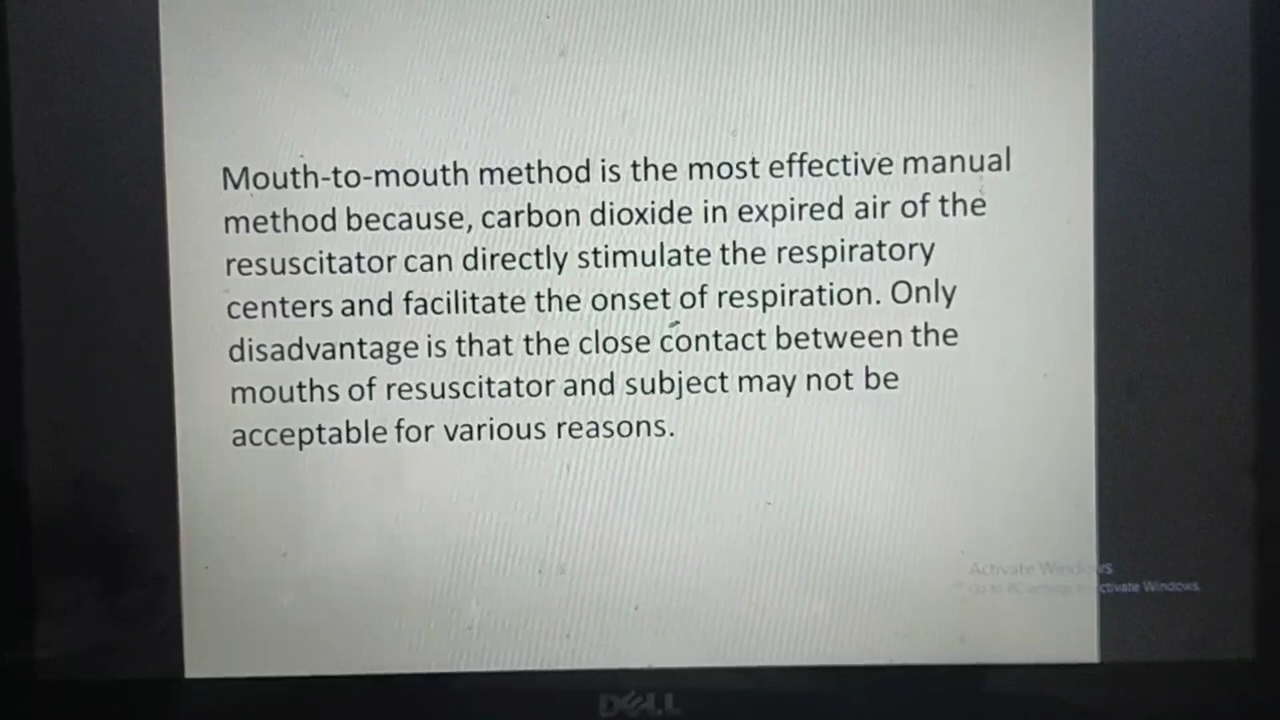 Mouth-to-mouth method is the most effective manual
method because, carbon dioxide in expired air of the
resuscitator can directly stimulate the respiratory
centers and facilitate the onset of respiration. Only
disadvantage is that the close contact between the
mouths of resuscitator and subject may not be
acceptable for various reasons.
Activate Windows
Go to PC settings to activate Windows.
DELL